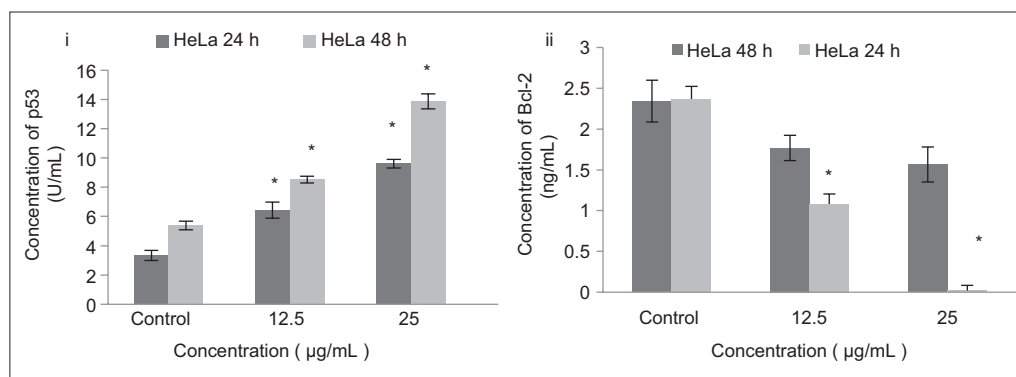 i
HeLa 24 h HeLa 48 h
Concentration of p53
(U/mL)
16
14
12
10
8
6
4
2
0
* * * *
Control 12.5 25
Concentration ( µg/mL )
ii
HeLa 48 h HeLa 24 h
Concentration of Bcl-2
(ng/mL)
3
2.5
2
1.5
1
0.5
0
* *
Control 12.5 25
Concentration ( µg/mL )